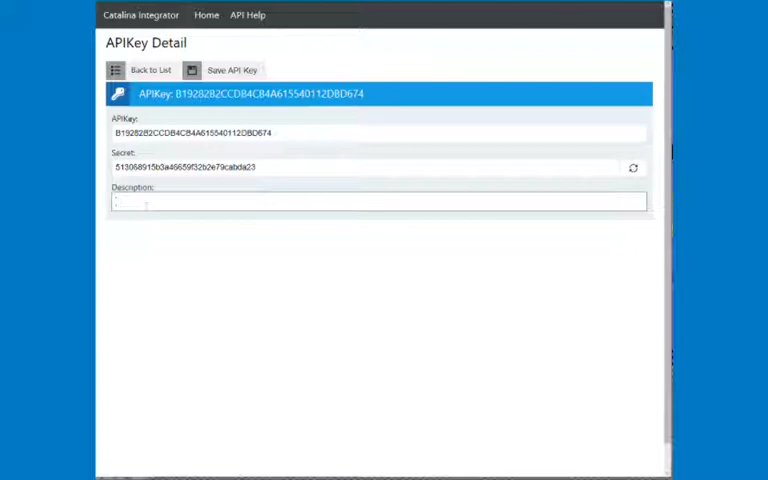 Catalina Integrator Home API Help
APIKey Detail
Back to List Save API Key
APIKey: B19282B2CCDB4CB4A615540112DBD674
APIKey:
B19282B2CCDB4CB4A615540112DBD674
Secret:
513068915b3a46659f32b2e79cabda23
Description: